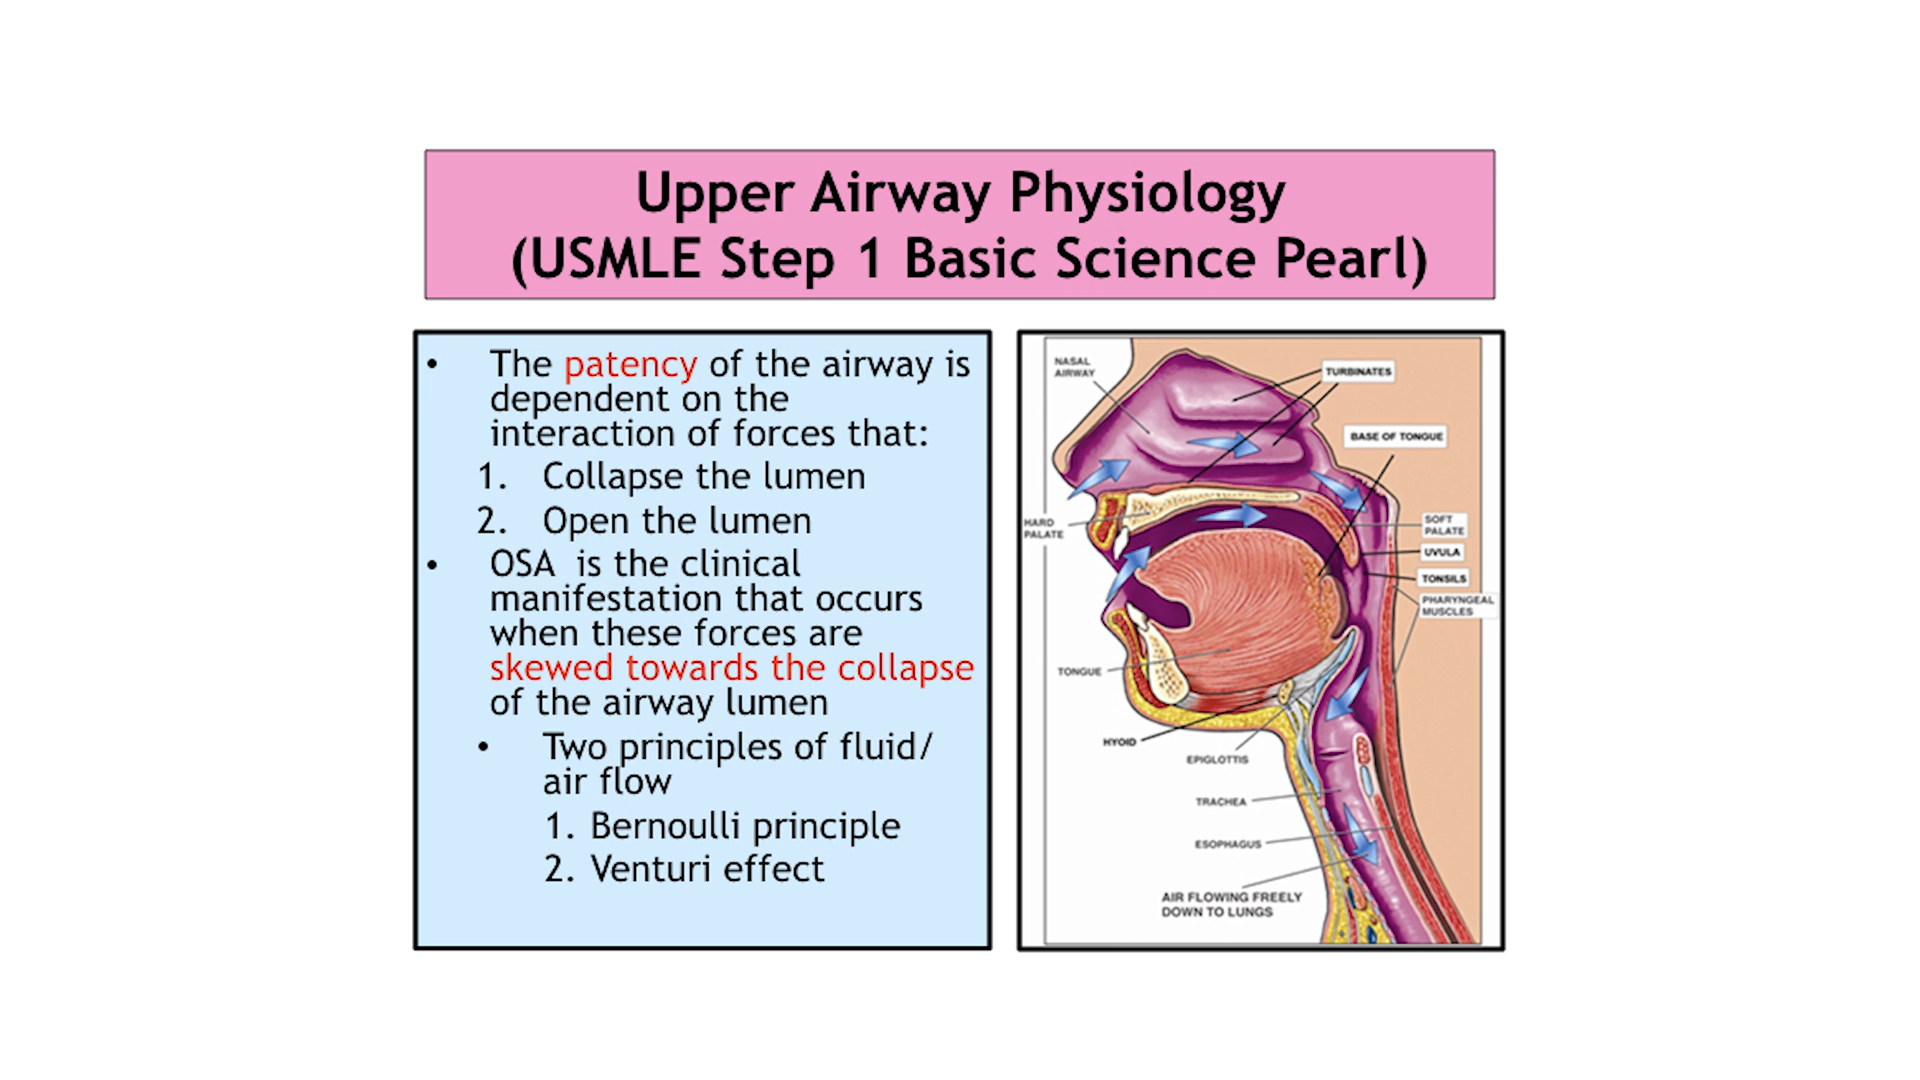 Upper Airway Physiology
(USMLE Step 1 Basic Science Pearl)
• The patency of the airway is
dependent on the
interaction of forces that:
1. Collapse the lumen
2. Open the lumen
• OSA is the clinical
manifestation that occurs
when these forces are
skewed towards the collapse
of the airway lumen
• Two principles of fluid/
air flow
1. Bernoulli principle
2. Venturi effect
NASAL
AIRWAY
TURBINATES
BASE OF TONGUE
HARD
PALATE
SOFT
PALATE
UVULA
TONSILS
PHARYNGEAL
MUSCLES
TONGUE
HYOID
EPIGLOTTIS
TRACHEA
ESOPHAGUS
AIR FLOWING FREELY
DOWN TO LUNGS